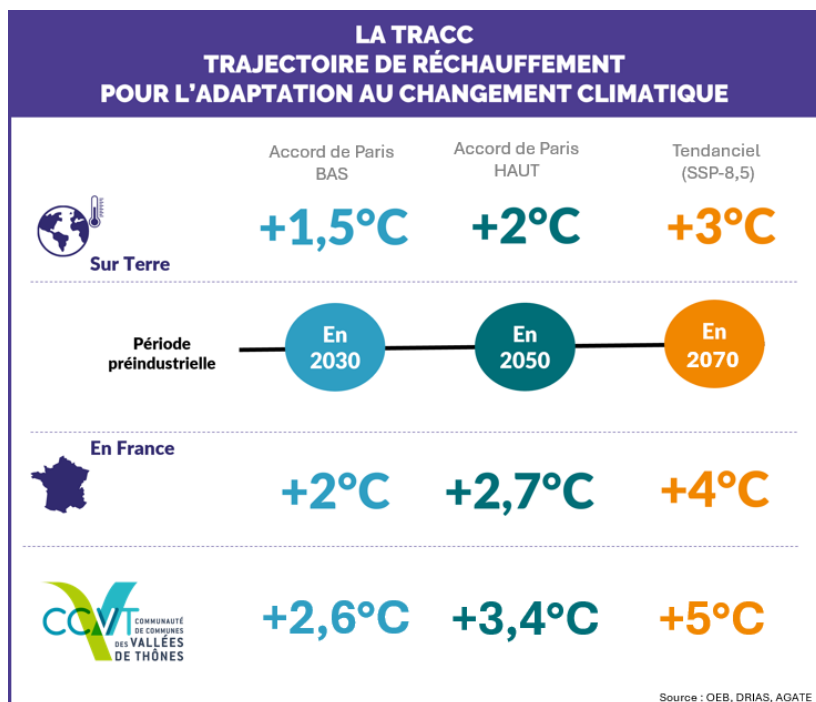 LA TRACC
TRAJECTOIRE DE RÉCHAUFFEMENT
POUR L'ADAPTATION AU CHANGEMENT CLIMATIQUE
Accord de Paris
BAS
Accord de Paris
HAUT
Tendanciel
(SSP-8,5)
+1,5°C
+2°C
+3°C
Sur Terre
Période
préindustrielle
En
2030
En
2050
En
2070
En France
+2°C
+2,7°C
+4°C
CCVT
COMMUNAUTÉ
DE COMMUNES
DES VALLÉES
DE THÔNES
+2,6°C
+3,4°C
+5°C
Source : OEB, DRIAS, AGATE